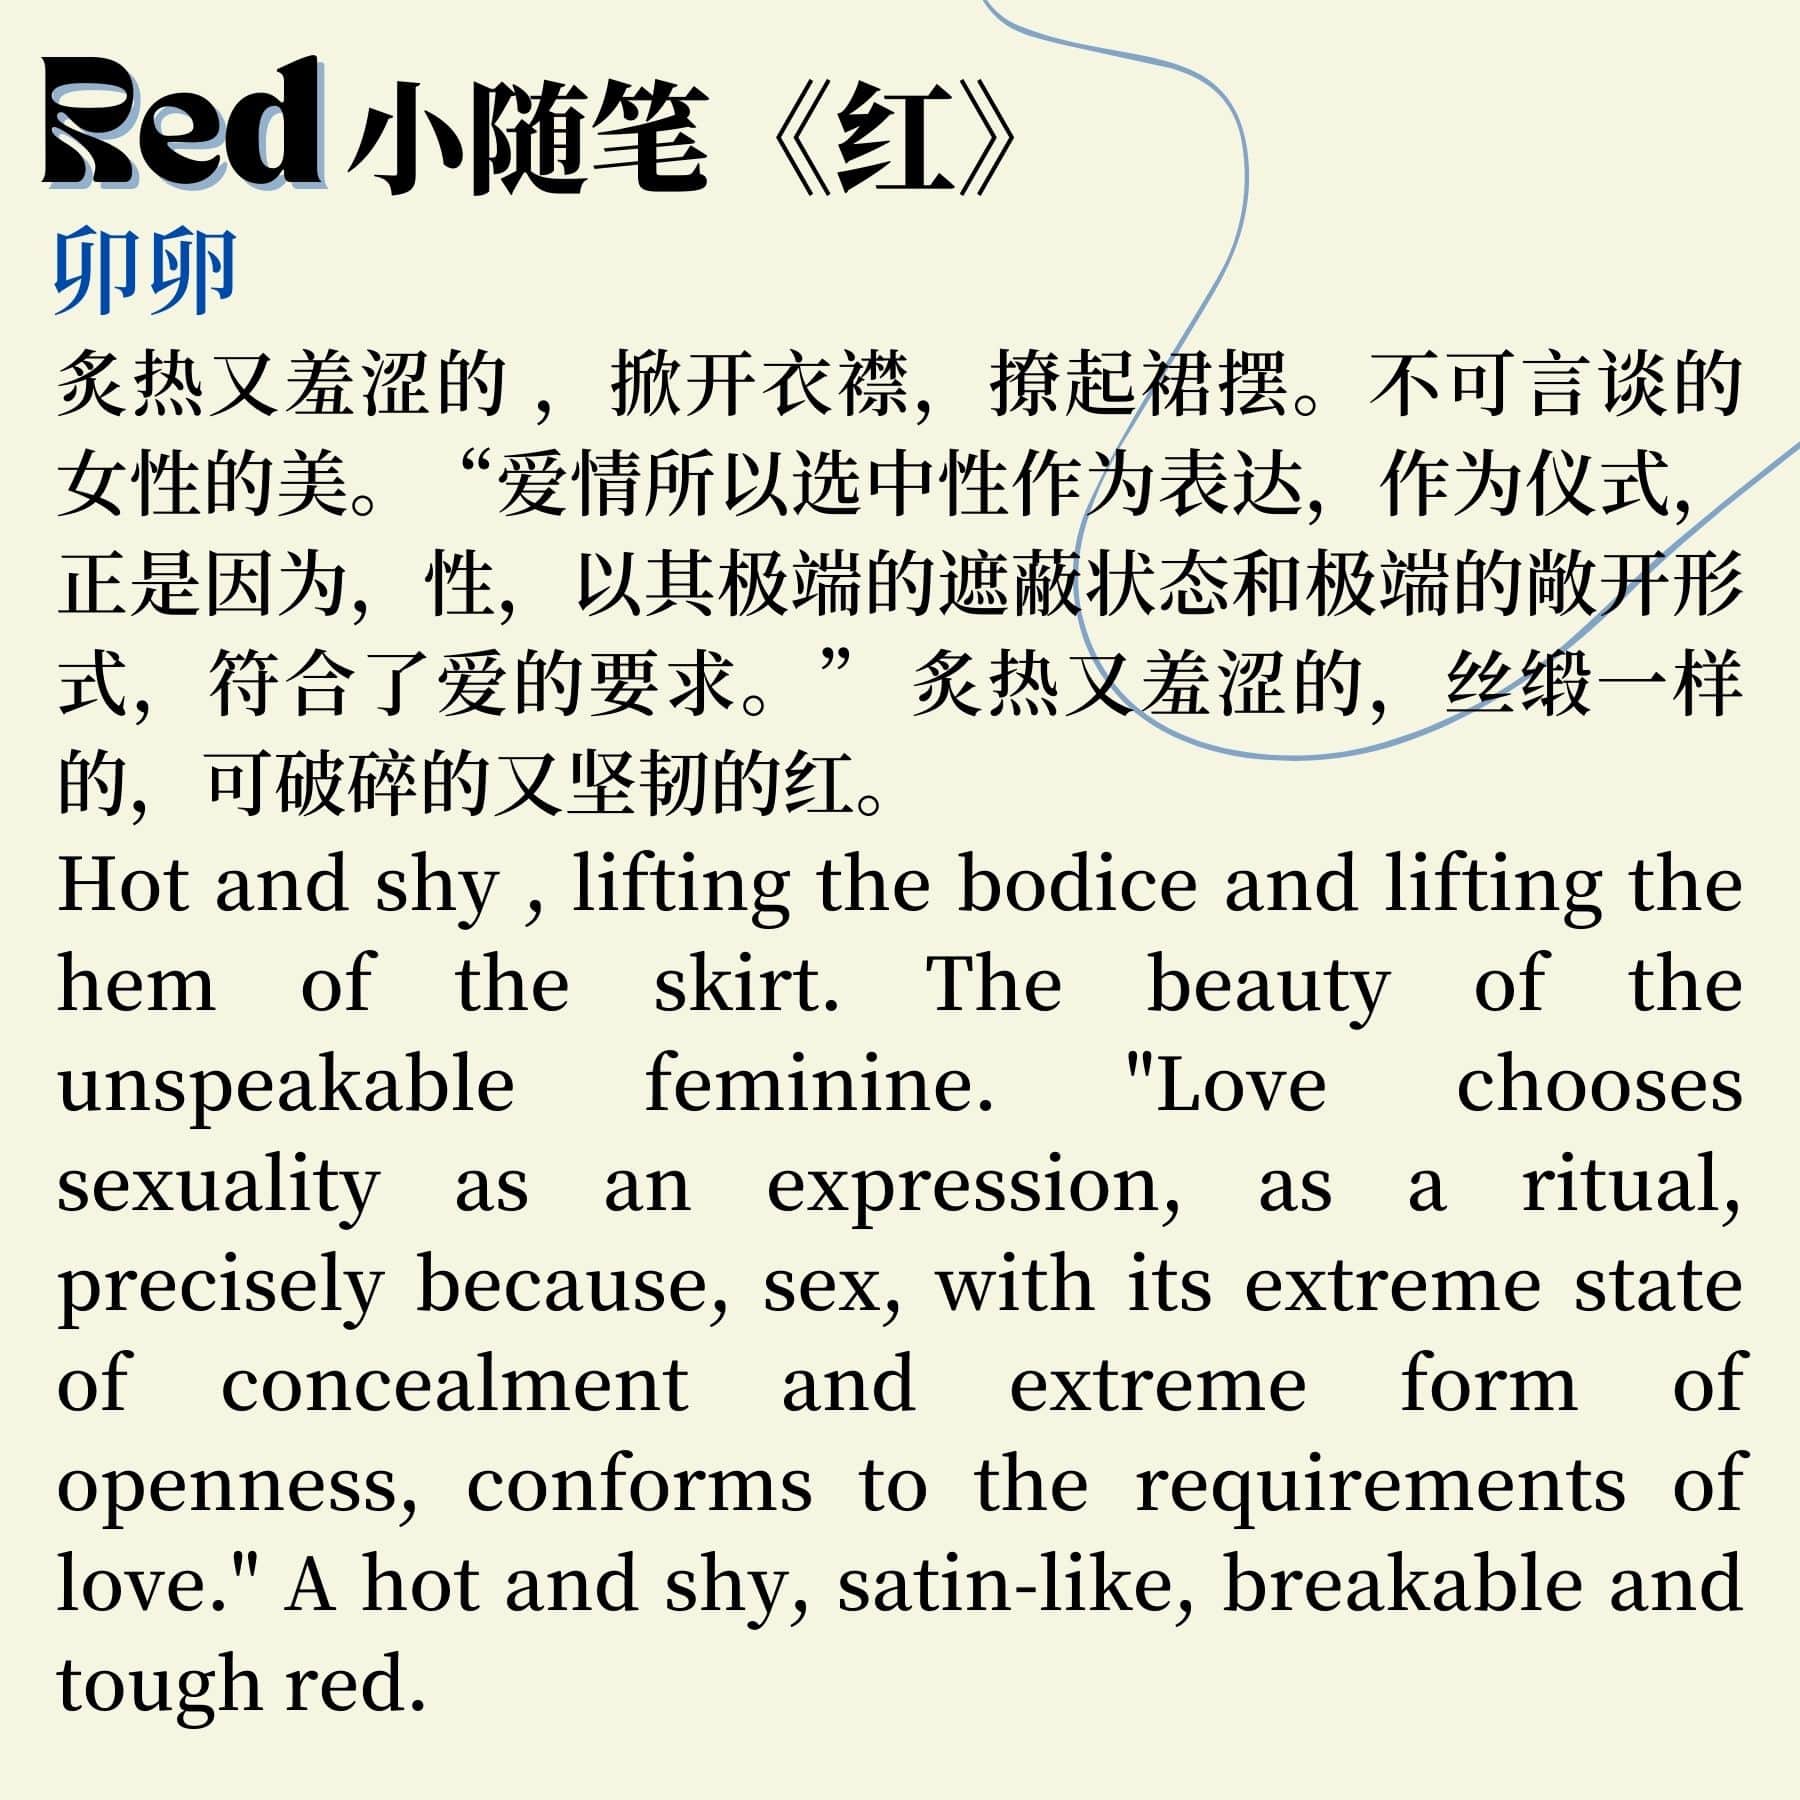 Red 小随笔《红》
卯卵
炙热又羞涩的 ，掀开衣襟，撩起裙摆。不可言谈的
女性的美。“爱情所以选中性作为表达，作为仪式，
正是因为，性，以其极端的遮蔽状态和极端的敞开形
式，符合了爱的要求。” 炙热又羞涩的，丝缎一样
的，可破碎的又坚韧的红。
Hot and shy , lifting the bodice and lifting the
hem of the skirt. The beauty of the
unspeakable feminine. "Love chooses
sexuality as an expression, as a ritual,
precisely because, sex, with its extreme state
of concealment and extreme form of
openness, conforms to the requirements of
love." A hot and shy, satin-like, breakable and
tough red.